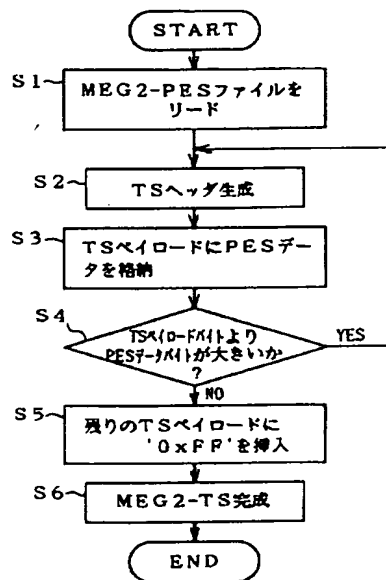 START
S1
MEG2-PESファイルを
リード
S2
TSヘッダ生成
S3
TSペイロードにPESデー
タを格納
S4
TSペイロードバイトより
PESデータバイトが大きいか
?
YES
NO
S5
残りのTSペイロードに
'0xFF'を挿入
S6
MEG2-TS完成
END